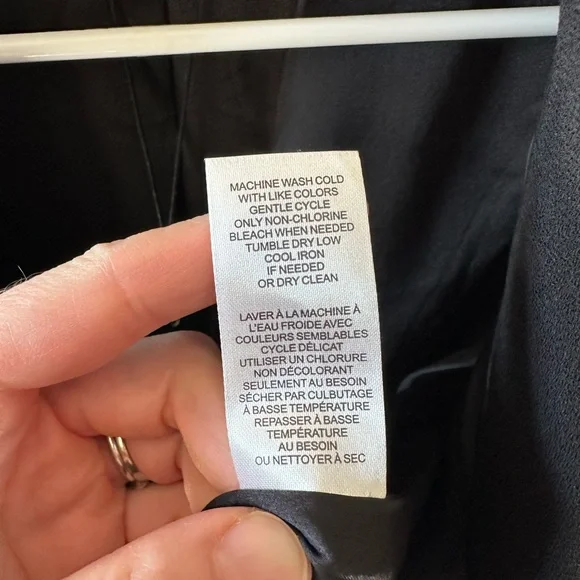 MACHINE WASH COLD
WITH LIKE COLORS
GENTLE CYCLE
ONLY NON-CHLORINE
BLEACH WHEN NEEDED
TUMBLE DRY LOW
COOL IRON
IF NEEDED
OR DRY CLEAN
LAVER À LA MACHINE À
L'EAU FROIDE AVEC
COULEURS SEMBLABLES
CYCLE DÉLICAT
UTILISER UN CHLORURE
NON DÉCOLORANT
SEULEMENT AU BESOIN
SÉCHER PAR CULBUTAGE
À BASSE TEMPÉRATURE
REPASSER À BASSE
TEMPÉRATURE
AU BESOIN
OU NETTOYER À SEC